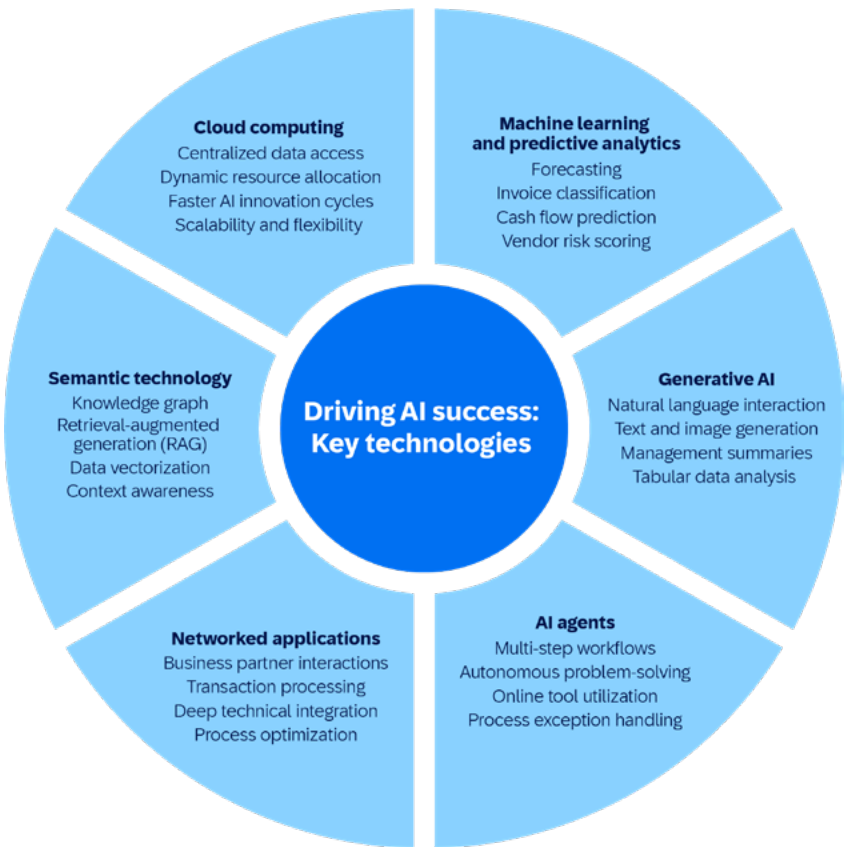 Cloud computing
Centralized data access
Dynamic resource allocation
Faster AI innovation cycles
Scalability and flexibility
Machine learning
and predictive analytics
Forecasting
Invoice classification
Cash flow prediction
Vendor risk scoring
Semantic technology
Knowledge graph
Retrieval-augmented
generation (RAG)
Data vectorization
Context awareness
Driving AI success:
Key technologies
Generative AI
Natural language interaction
Text and image generation
Management summaries
Tabular data analysis
Networked applications
Business partner interactions
Transaction processing
Deep technical integration
Process optimization
AI agents
Multi-step workflows
Autonomous problem-solving
Online tool utilization
Process exception handling